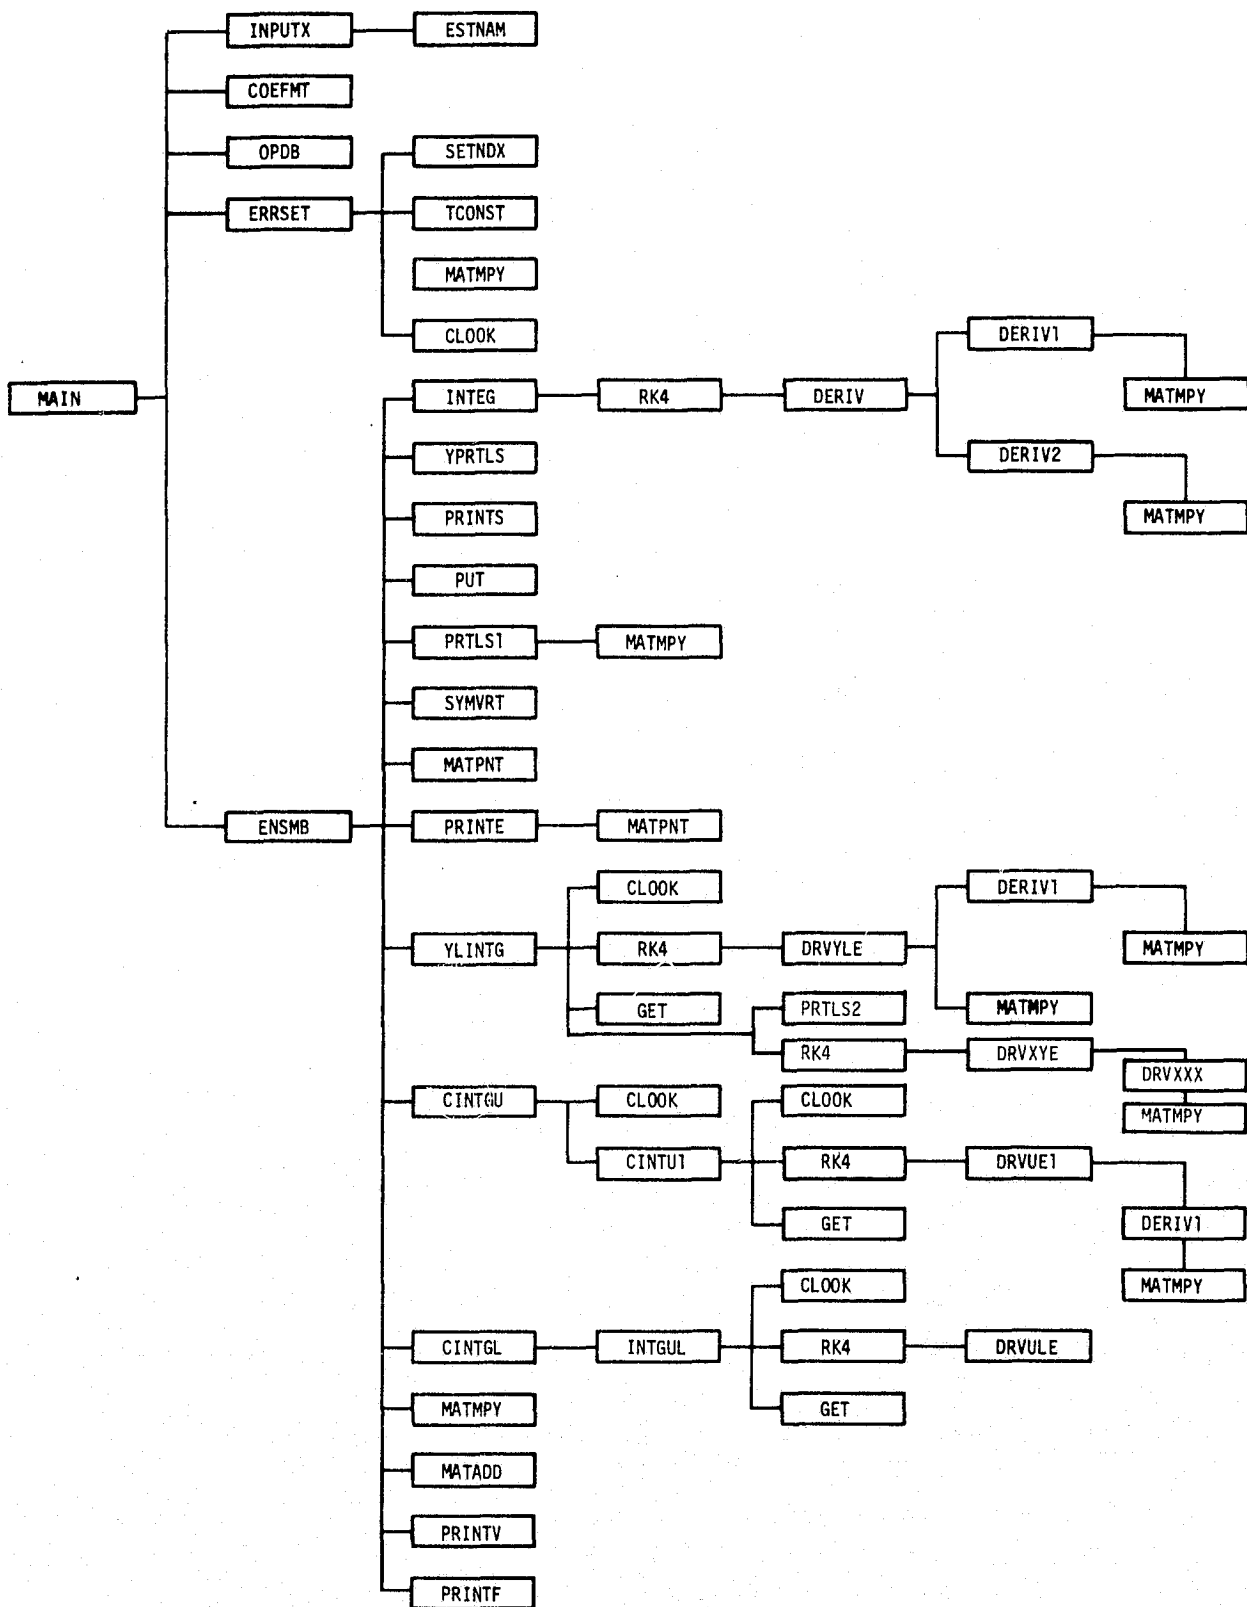 INPUTX
ESTNAM
COEFMT
OPDB
SETNDX
ERRSET
TCONST
MATMPY
CLOOK
DERIV1
MAIN
INTEG
RK4
DERIV
MATMPY
YPRTLS
DERIV2
PRINTS
MATMPY
PUT
PRTLS1
MATMPY
SYMVRT
MATPNT
ENSMB
PRINTE
MATPNT
CLOOK
DERIV1
YLINTG
RK4
DRVYLE
MATMPY
GET
PRTLS2
MATMPY
RK4
DRVXYE
DRVXXX
CINTGU
CLOOK
CLOOK
MATMPY
CINTU1
RK4
DRVUE1
GET
DERIV1
CLOOK
MATMPY
CINTGL
INTGUL
RK4
DRVULE
MATMPY
GET
MATADD
PRINTV
PRINTF